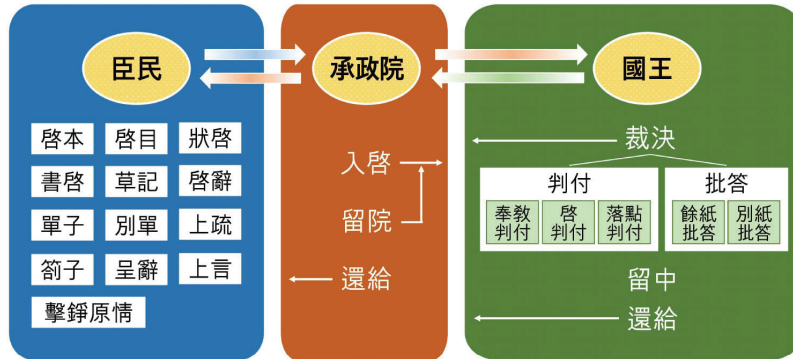 臣民
承政院
國王
啓本
啓目
狀啓
書啓
草記
啓辭
單子
別單
上疏
箚子
呈辭
上言
擊錚原情
入啓
留院
還給
裁決
判付
批答
奉敎
判付
啓
判付
落點
判付
餘紙
批答
別紙
批答
留中
還給